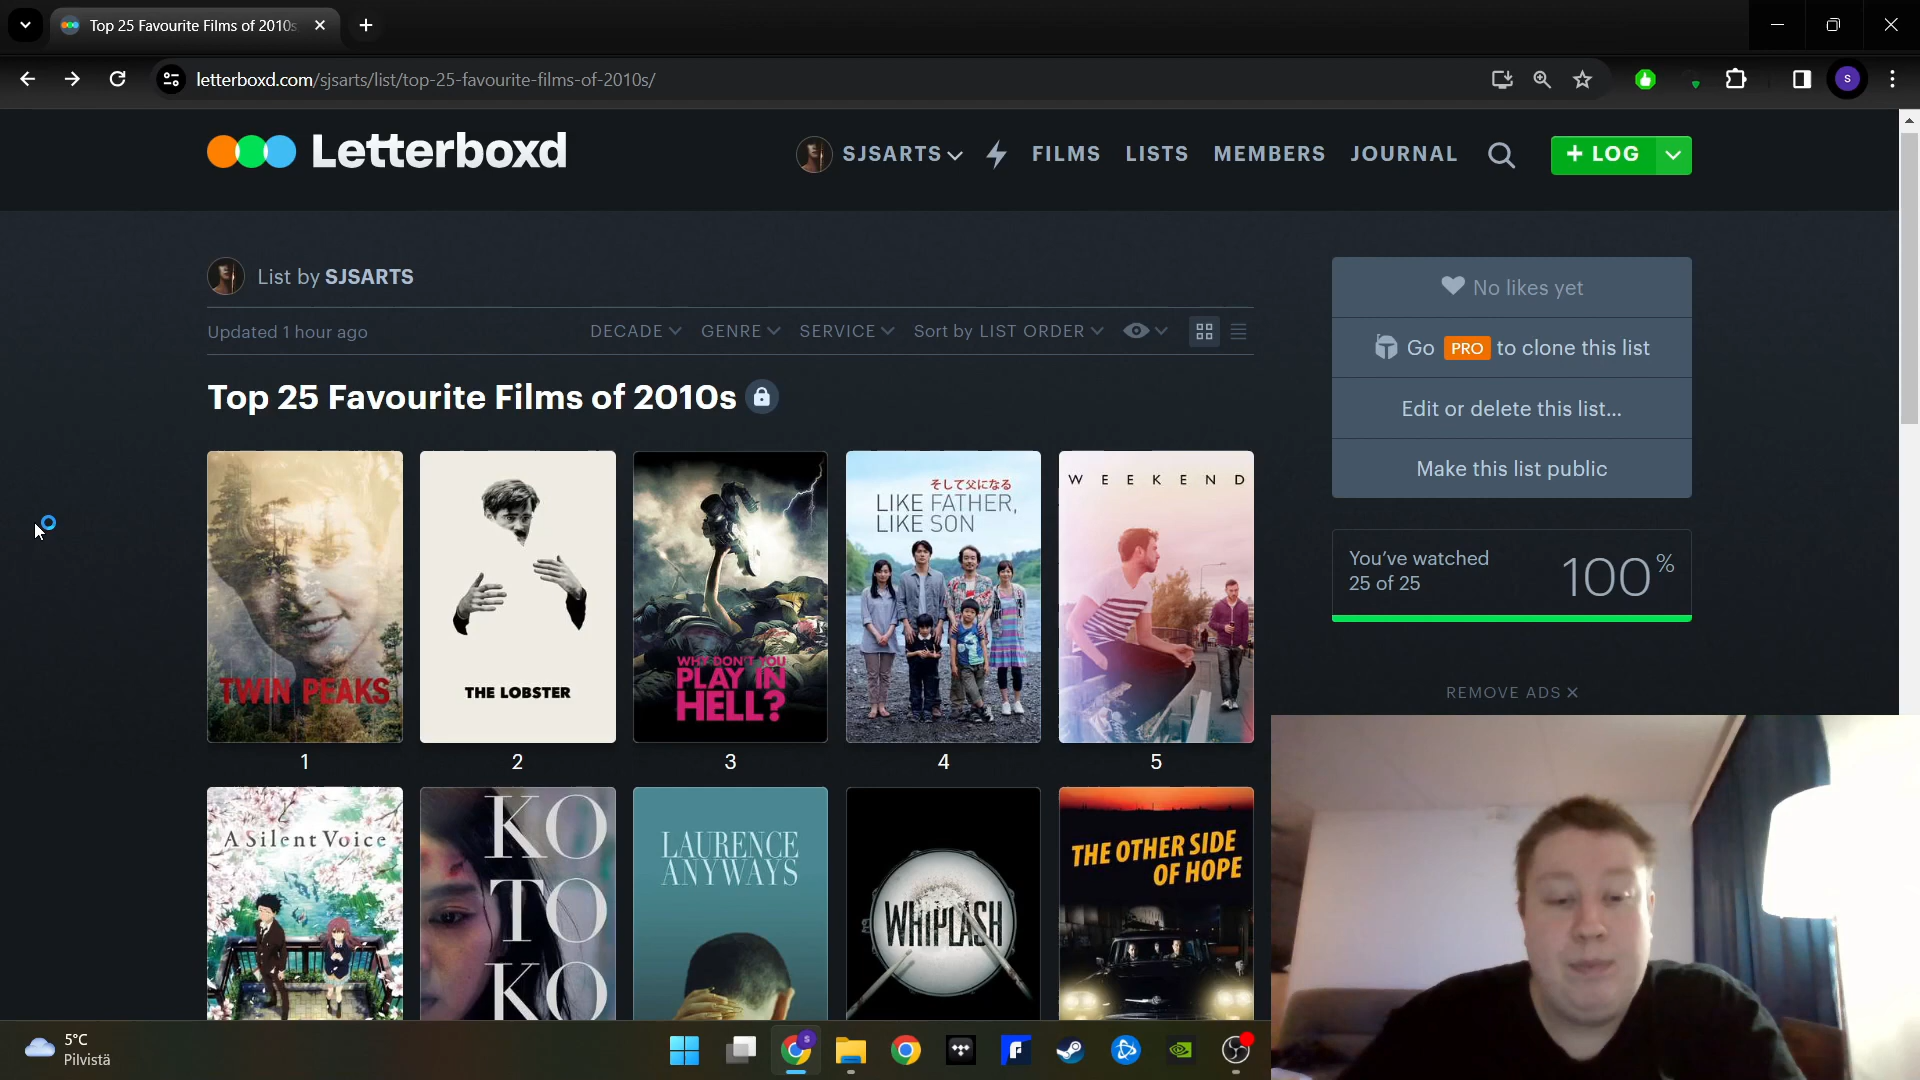 Top 25 Favourite Films of 2010s
letterboxd.com/sjsarts/list/top-25-favourite-films-of-2010s/
S
Letterboxd
SJSARTS
FILMS
LISTS
MEMBERS
JOURNAL
+ LOG
List by SJSARTS
Updated 1 hour ago
DECADE
GENRE
SERVICE
Sort by LIST ORDER
Top 25 Favourite Films of 2010s
No likes yet
Go PRO to clone this list
Edit or delete this list...
Make this list public
You've watched
25 of 25
100%
REMOVE ADS
TWIN PEAKS
THE LOBSTER
WHY DON'T YOU
PLAY IN
HELL?
そして父になる
LIKE FATHER,
LIKE SON
WEEKEND
1
2
3
4
5
A Silent Voice
KO
TO
KO
LAURENCE
ANYWAYS
WHIPLASH
THE OTHER SIDE
OF HOPE
5°C
Pilvistä